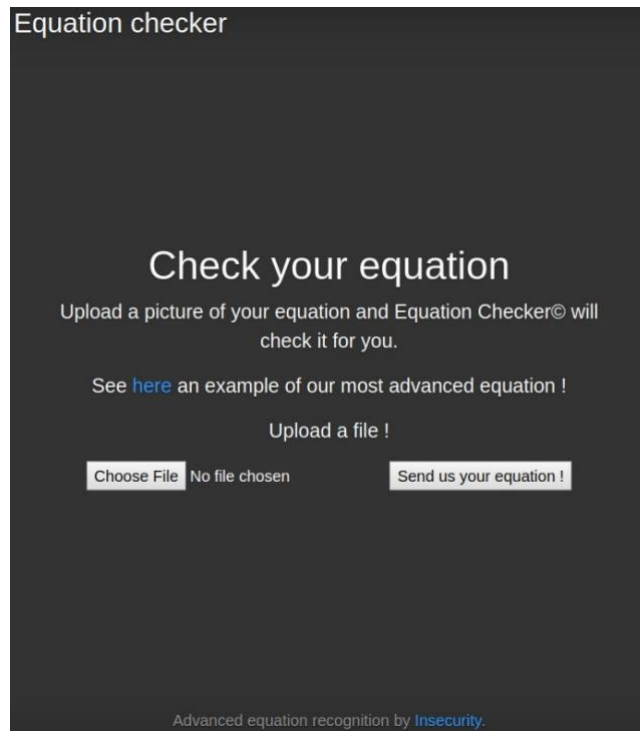 Equation checker
Check your equation
Upload a picture of your equation and Equation Checker© will
check it for you.
See here an example of our most advanced equation !
Upload a file !
Choose File No file chosen Send us your equation !
Advanced equation recognition by Insecurity.